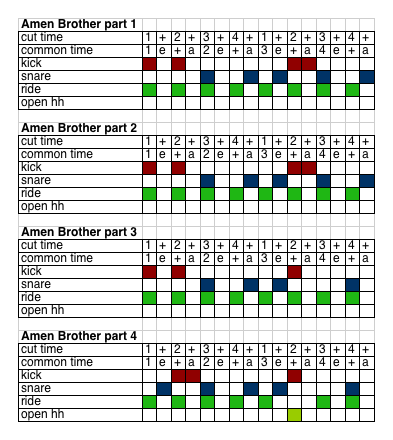 Amen Brother part 1
cut time 1 + 2 + 3 + 4 + 1 + 2 + 3 + 4 +
common time 1 e + a 2 e + a 3 e + a 4 e + a
kick
snare
ride
open hh
Amen Brother part 2
cut time 1 + 2 + 3 + 4 + 1 + 2 + 3 + 4 +
common time 1 e + a 2 e + a 3 e + a 4 e + a
kick
snare
ride
open hh
Amen Brother part 3
cut time 1 + 2 + 3 + 4 + 1 + 2 + 3 + 4 +
common time 1 e + a 2 e + a 3 e + a 4 e + a
kick
snare
ride
open hh
Amen Brother part 4
cut time 1 + 2 + 3 + 4 + 1 + 2 + 3 + 4 +
common time 1 e + a 2 e + a 3 e + a 4 e + a
kick
snare
ride
open hh